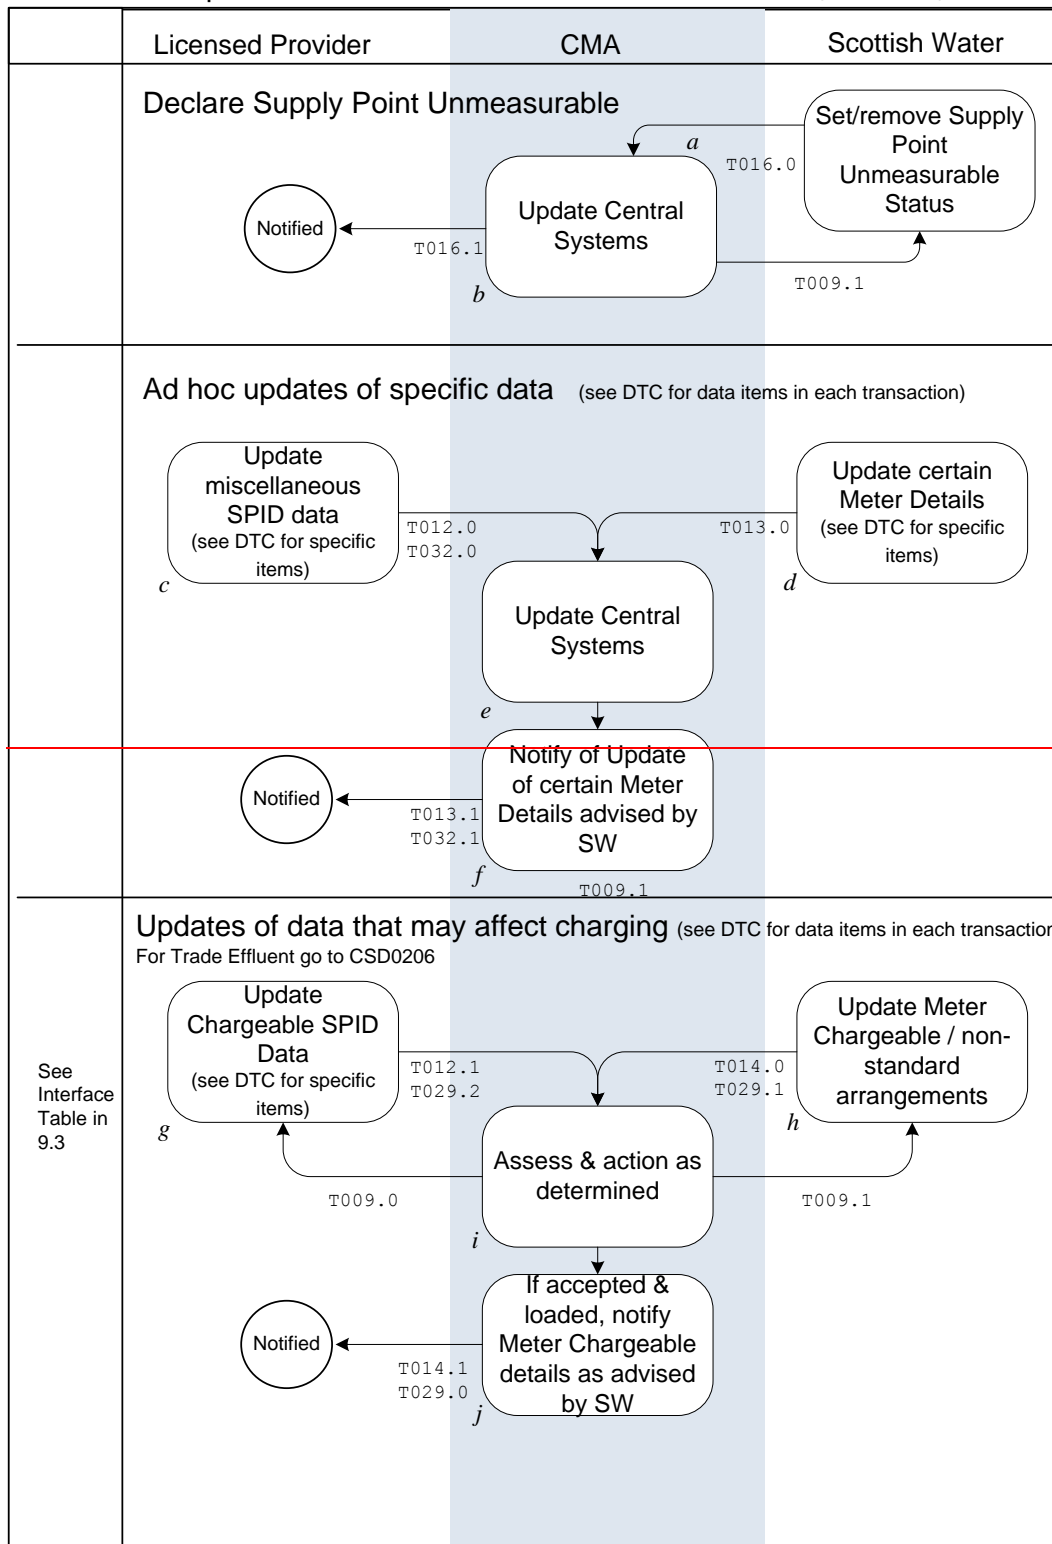 Licensed Provider
CMA
Scottish Water
Declare Supply Point Unmeasurable
Set/remove Supply
Point
Unmeasurable
Status
a
T016.0
Update Central
Systems
Notified
T016.1
T009.1
b
Ad hoc updates of specific data (see DTC for data items in each transaction)
Update
miscellaneous
SPID data
(see DTC for specific
items)
c
T012.0
T032.0
Update certain
Meter Details
(see DTC for specific
items)
T013.0
d
Update Central
Systems
e
Notify of Update
of certain Meter
Details advised by
SW
Notified
T013.1
T032.1
f
T009.1
Updates of data that may affect charging (see DTC for data items in each transaction
For Trade Effluent go to CSD0206
See
Interface
Table in
9.3
Update
Chargeable SPID
Data
(see DTC for specific
items)
g
T012.1
T029.2
Update Meter
Chargeable / non-
standard
arrangements
T014.0
T029.1
h
Assess & action as
determined
T009.0
T009.1
i
If accepted &
loaded, notify
Meter Chargeable
details as advised
by SW
Notified
T014.1
T029.0
j